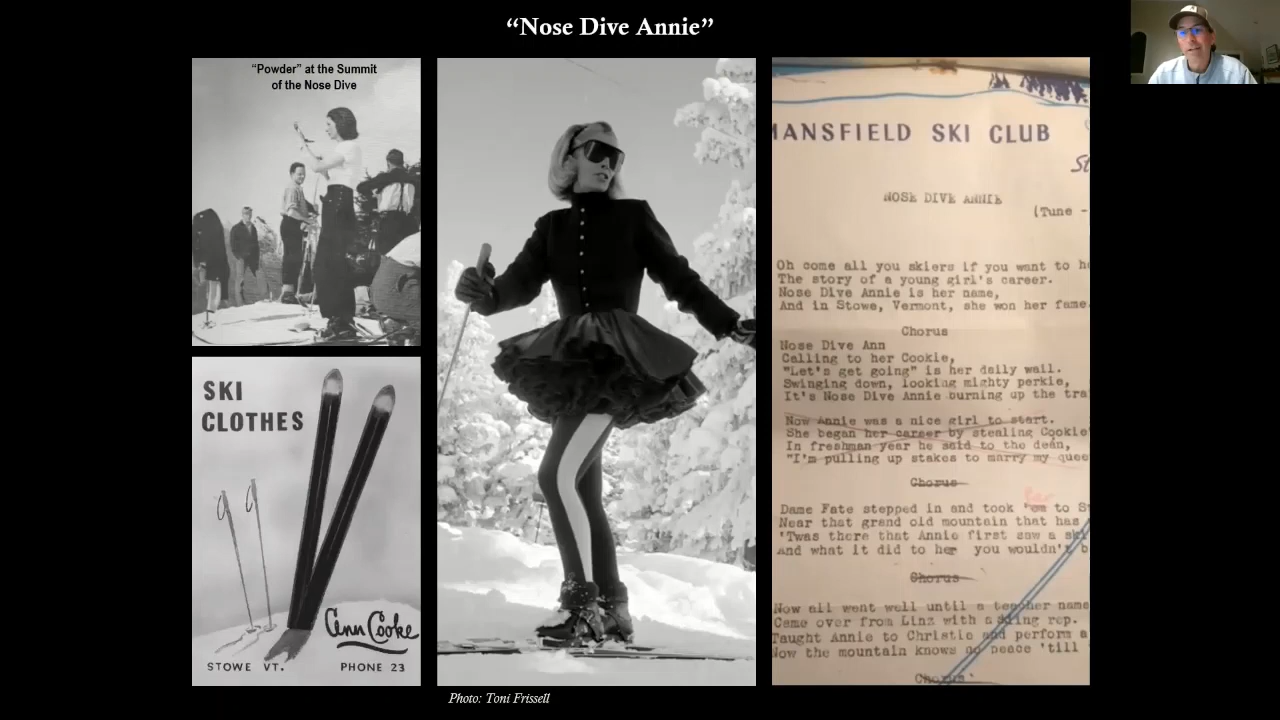 “Nose Dive Annie”
“Powder” at the Summit
of the Nose Dive
SKI
CLOTHES
Ann Cooke
STOWE VT. PHONE 23
Photo: Toni Frissell
MANSFIELD SKI CLUB
NOSE DIVE ANNIE
(Tune -
Oh come all you skiers if you want to
The story of a young girl's career.
Nose Dive Annie is her name,
And in Stowe, Vermont, she won her fame
Chorus
Nose Dive Ann
Calling to her Cookie,
"Let's get going" is her daily wail.
Swinging down, looking mighty perkie,
It's Nose Dive Annie burning up the
Now Annie was a nice girl to start.
She began her career by stealing Cookie'
In freshman year he said to the dean,
"I'm pulling up stakes to marry my
Chorus
Dame Fate stepped in and took to
Near that grand old mountain that has
'Twas there that Annie first saw a
And what it did to her you wouldn't
Chorus
Now all went well until a teacher
Came over from Linz with a rep.
Taught Annie to Christie and perform
Now the mountain knows no peace 'till
Chorus